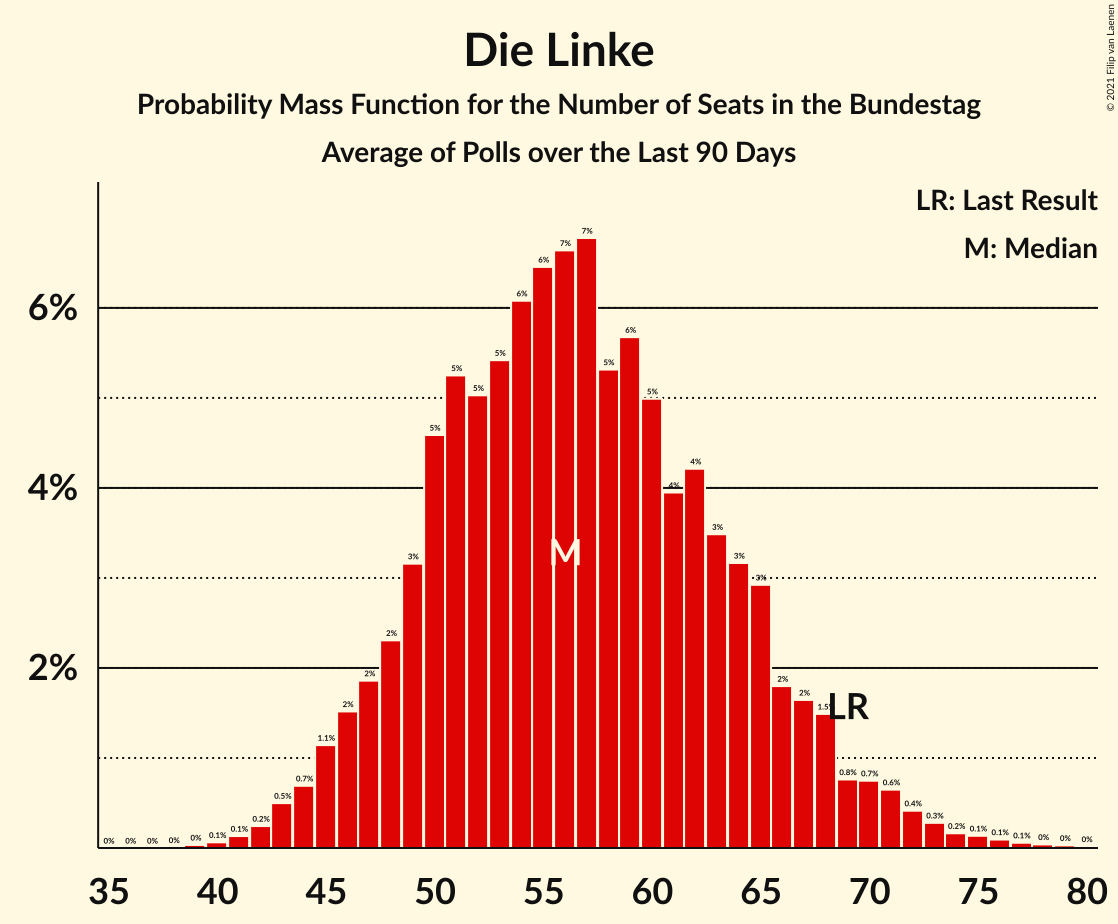 Die Linke
Probability Mass Function for the Number of Seats in the Bundestag
Average of Polls over the Last 90 Days
© 2021 Filip van Laenen
LR: Last Result
M: Median
6%
4%
2%
0% 0% 0% 0% 0% 0.1% 0.1% 0.2% 0.5% 0.7% 1.1% 2% 2% 2% 3% 5% 5% 5% 5% 6% 6% 7% 7% 5% 6% 5% 4% 4% 3% 3% 3% 2% 2% 1.5% 0.8% 0.7% 0.6% 0.4% 0.3% 0.2% 0.1% 0.1% 0.1% 0% 0% 0%
M
LR
35 40 45 50 55 60 65 70 75 80